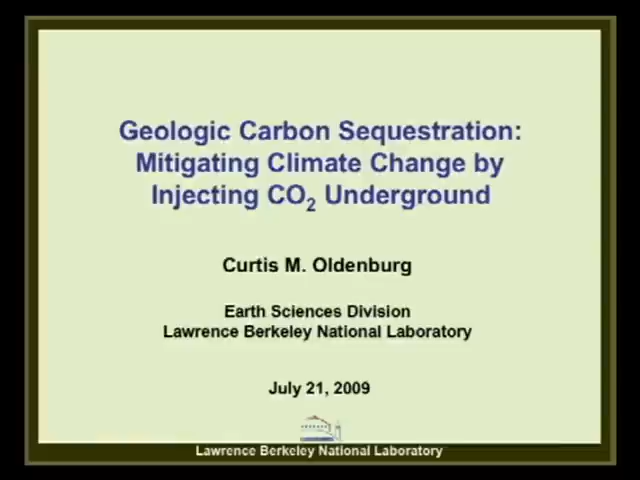 Geologic Carbon Sequestration:
Mitigating Climate Change by
Injecting CO₂ Underground
Curtis M. Oldenburg
Earth Sciences Division
Lawrence Berkeley National Laboratory
July 21, 2009
Lawrence Berkeley National Laboratory